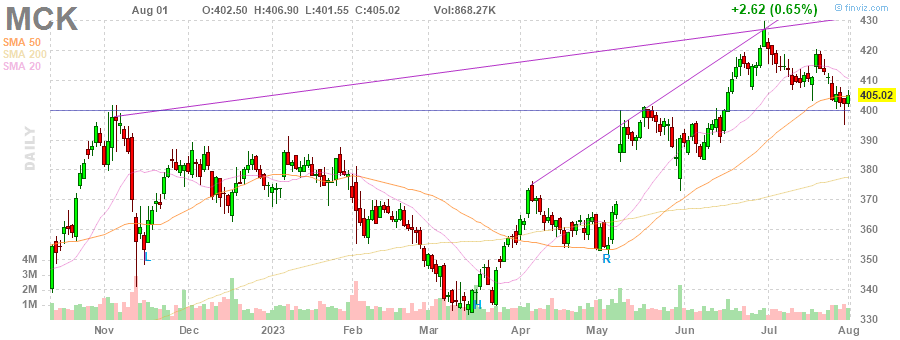 MCK Aug 01 O:402.50 H:406.90 L:401.55 C:405.02 Vol:868.27K +2.62 (0.65%) © finviz.com
SMA 50
SMA 200
SMA 20
DAILY
430
420
410
405.02
400
390
380
370
360
350
340
330
4M
3M
2M
1M
L
H
R
Nov Dec 2023 Feb Mar Apr May Jun Jul Aug